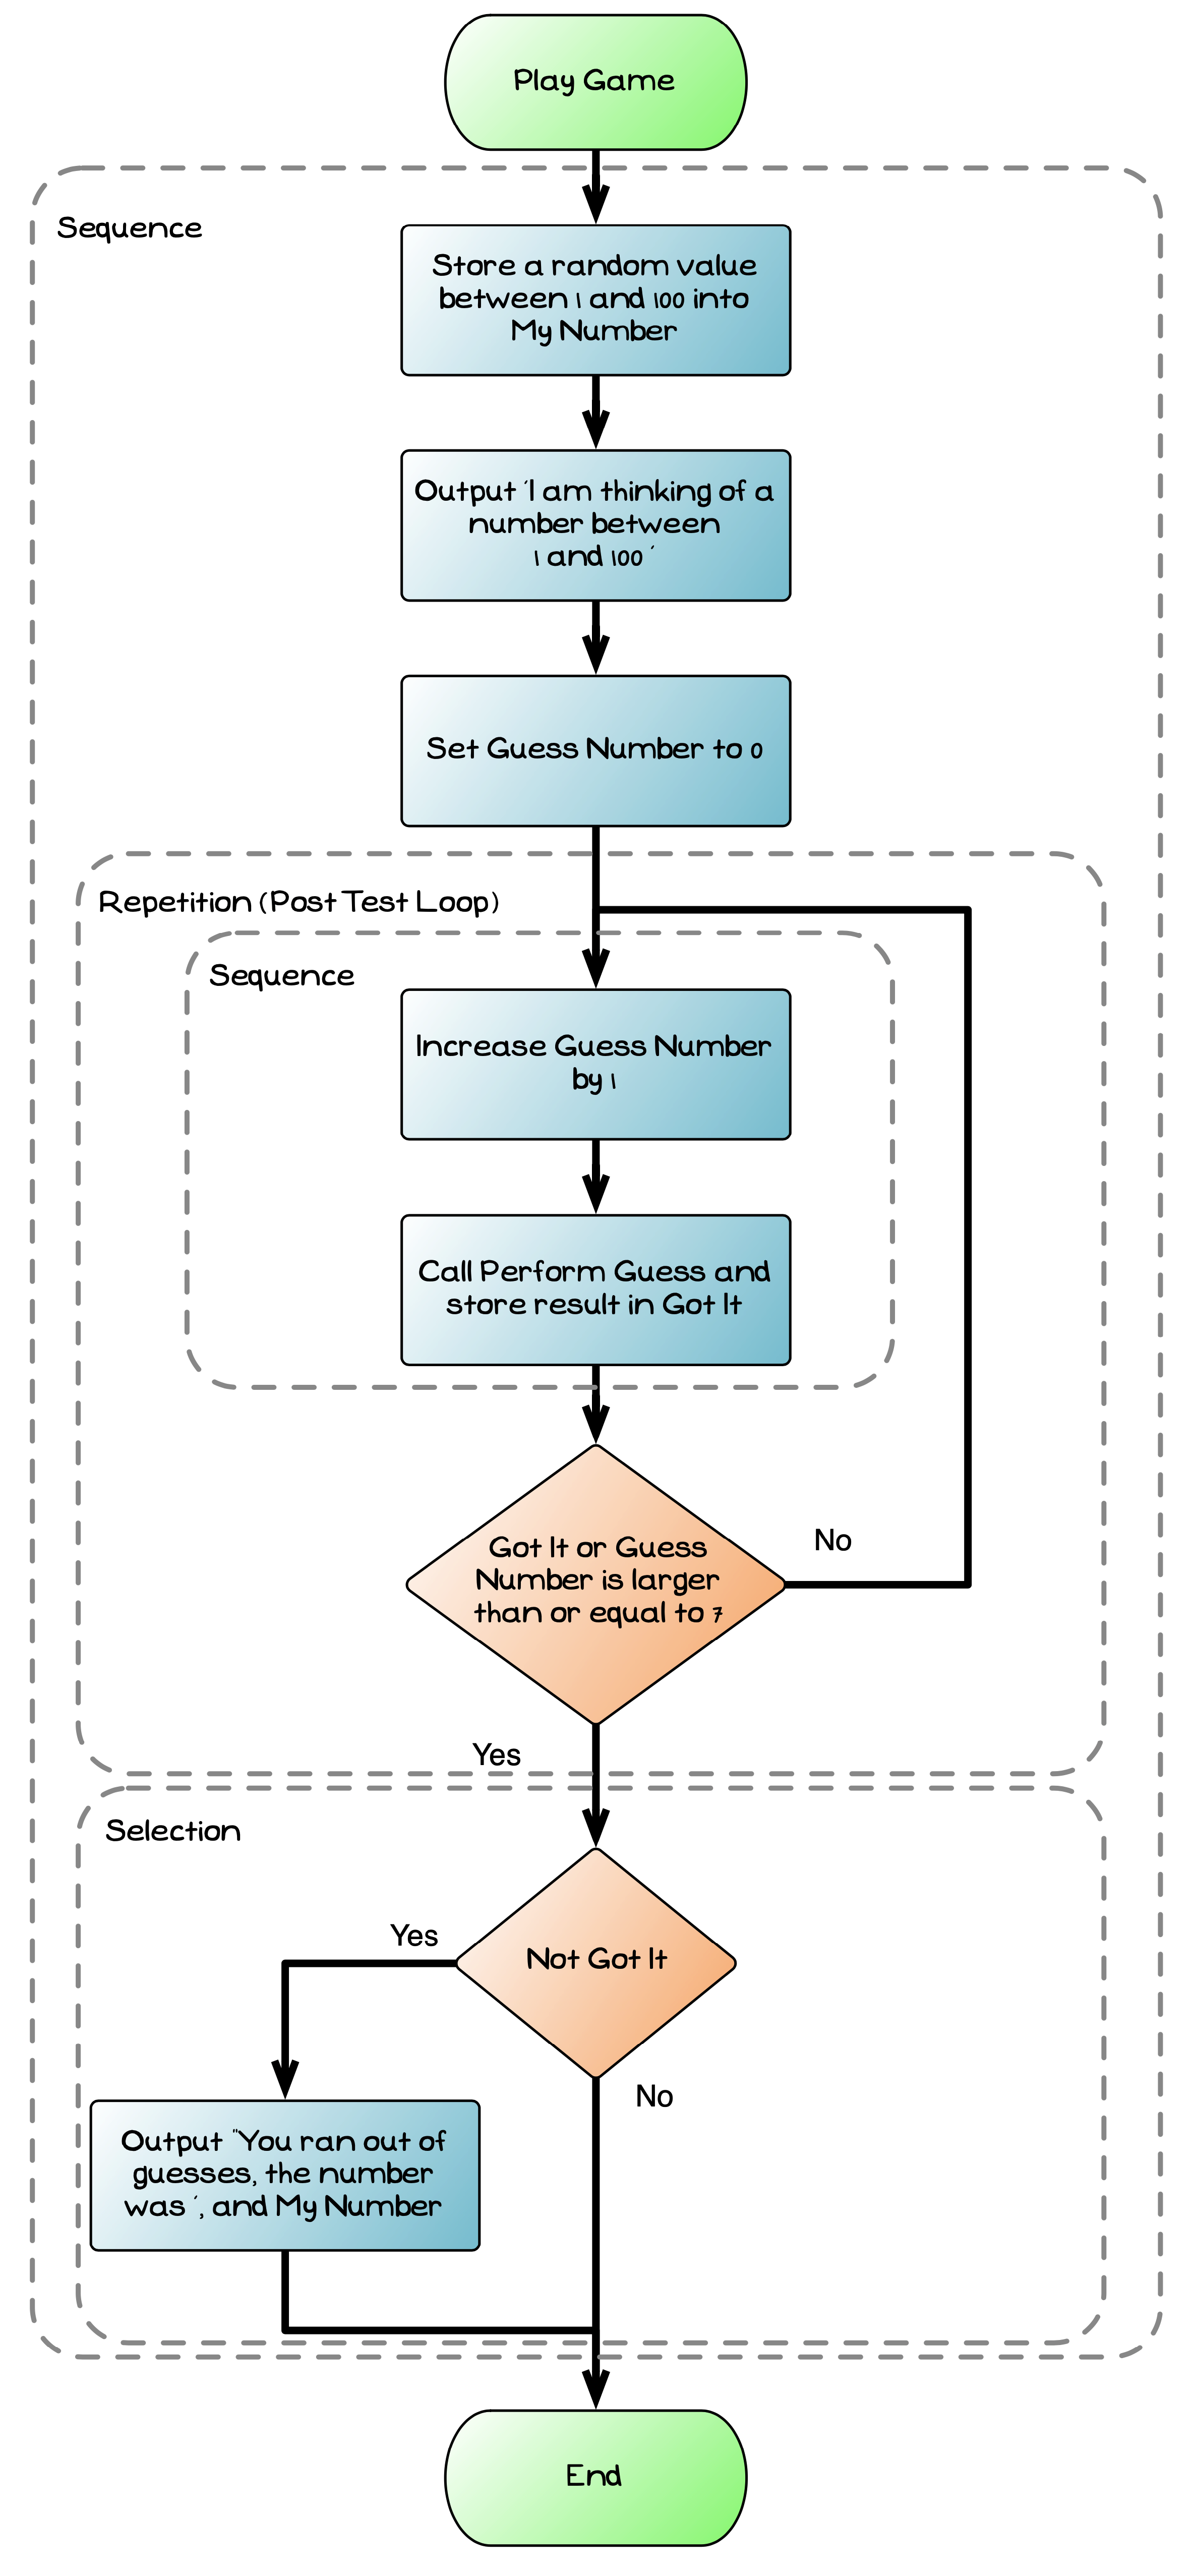 Play Game
Sequence
Store a random value
between 1 and 100 into
My Number
Output 'I am thinking of a
number between
1 and 100 '
Set Guess Number to 0
Repetition (Post Test Loop)
Sequence
Increase Guess Number
by 1
Call Perform Guess and
store result in Got It
Got It or Guess
Number is larger
than or equal to 7
No
Yes
Selection
Not Got It
Yes
No
Output "You ran out of
guesses, the number
was ', and My Number
End